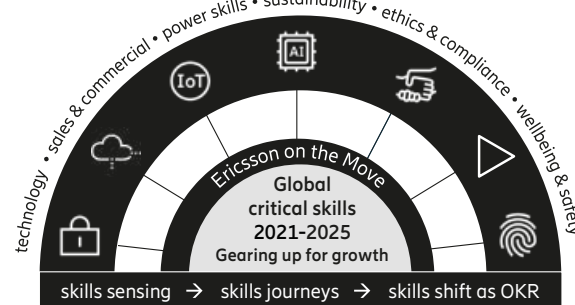 technology • sales & commercial • power skills • sustainability • ethics & compliance • wellbeing & safety
IoT
AI
Ericsson on the Move
Global
critical skills
2021-2025
Gearing up for growth
skills sensing → skills journeys → skills shift as OKR